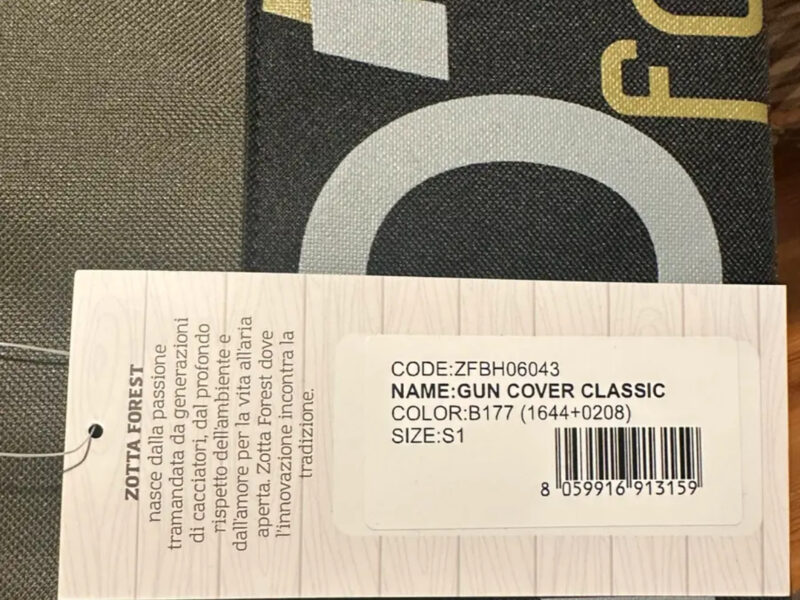 fo
ZOTTA FOREST
nasce dalla passione
tramandata da generazioni
di cacciatori, dal profondo
rispetto dell'ambiente e
dall'amore per la vita all'aria
aperta. Zotta Forest dove
l'innovazione incontra la
tradizione.
CODE:ZFBH06043
NAME:GUN COVER CLASSIC
COLOR:B177 (1644+0208)
SIZE:S1
8 059916 913159